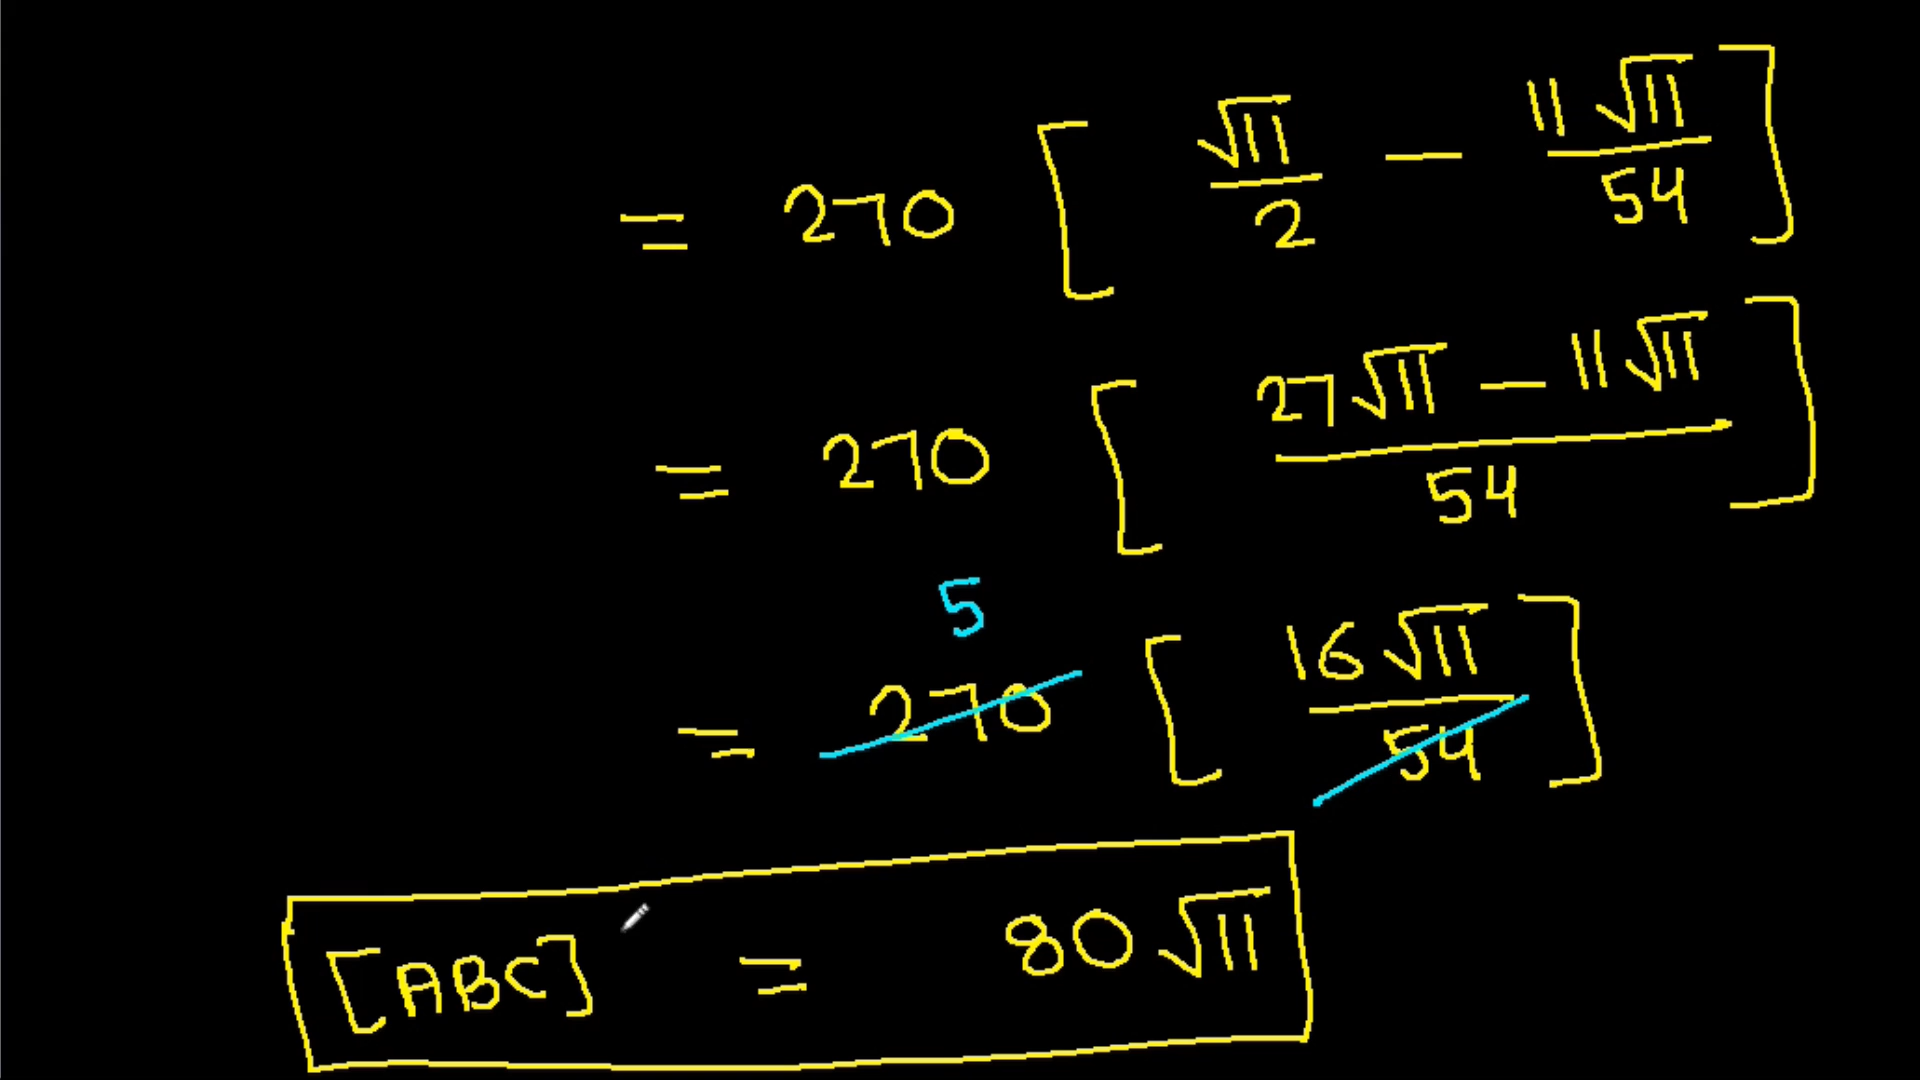 = 270 [ √11/2 − 11√11/54 ]
= 270 [ (27√11 − 11√11)/54 ]
5
= 270 [ 16√11/54 ]
[ABC] = 80√11